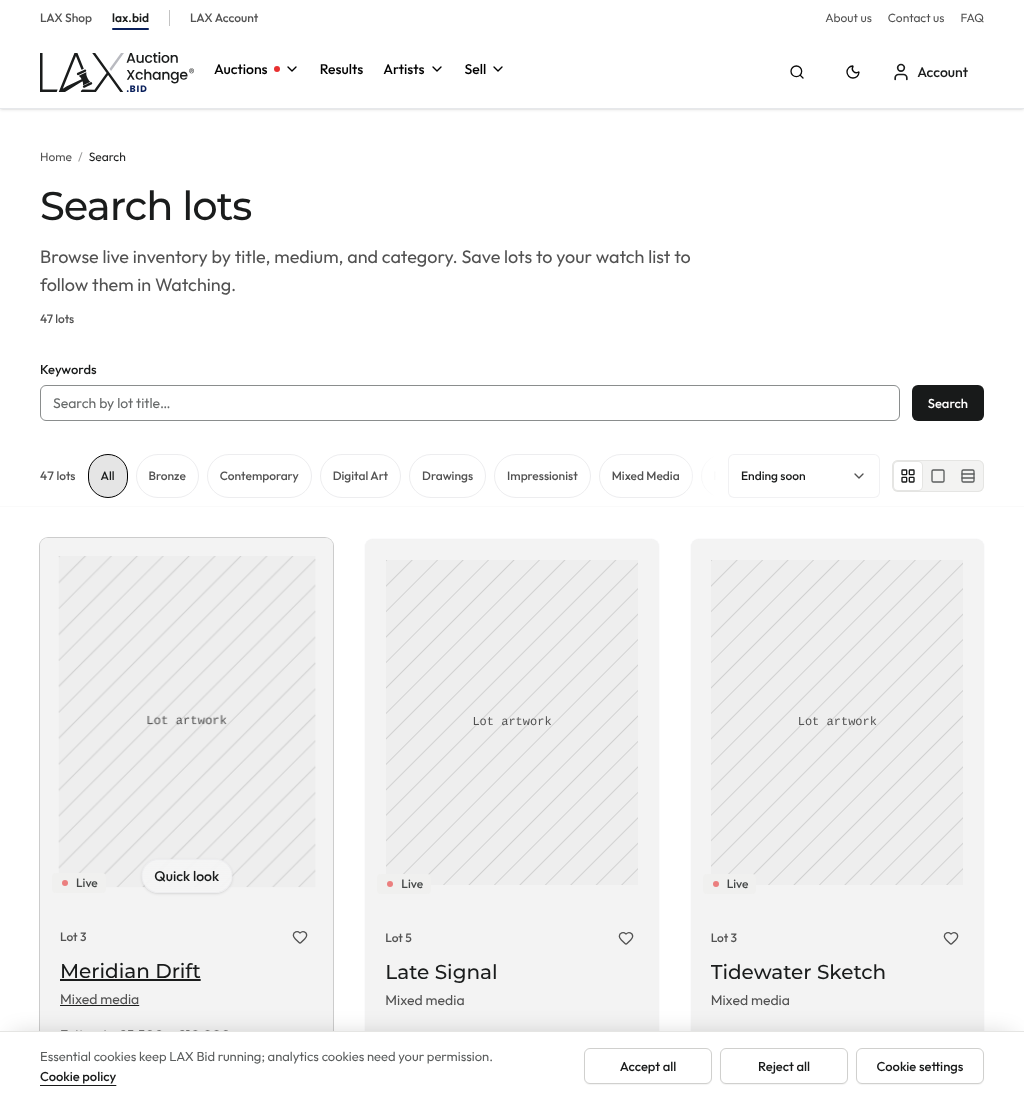 LAX Shop
lax.bid
LAX Account
About us
Contact us
FAQ
LAX Auction
Xchange®
.BID
Auctions
Results
Artists
Sell
Account
Home / Search
Search lots
Browse live inventory by title, medium, and category. Save lots to your watch list to
follow them in Watching.
47 lots
Keywords
Search by lot title…
Search
47 lots
All
Bronze
Contemporary
Digital Art
Drawings
Impressionist
Mixed Media
Ending soon
Lot artwork
Lot artwork
Lot artwork
Live
Quick look
Live
Live
Lot 3
Lot 5
Lot 3
Meridian Drift
Late Signal
Tidewater Sketch
Mixed media
Mixed media
Mixed media
Essential cookies keep LAX Bid running; analytics cookies need your permission.
Cookie policy
Accept all
Reject all
Cookie settings